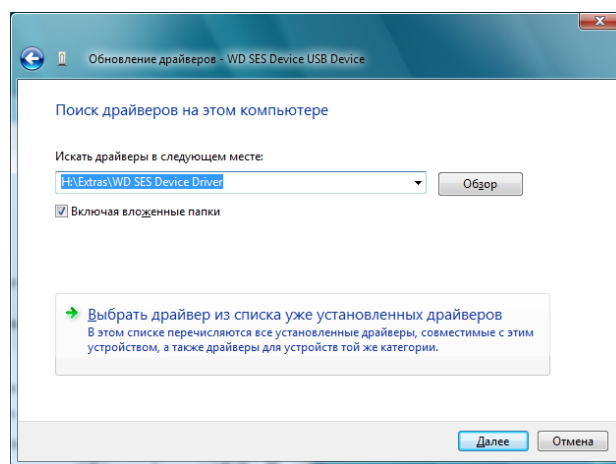 Обновление драйверов - WD SES Device USB Device
Поиск драйверов на этом компьютере
Искать драйверы в следующем месте:
H:\Extras\WD SES Device Driver
Обзор
Включая вложенные папки
Выбрать драйвер из списка уже установленных драйверов
В этом списке перечисляются все установленные драйверы, совместимые с этим
устройством, а также драйверы для устройств той же категории.
Далее
Отмена